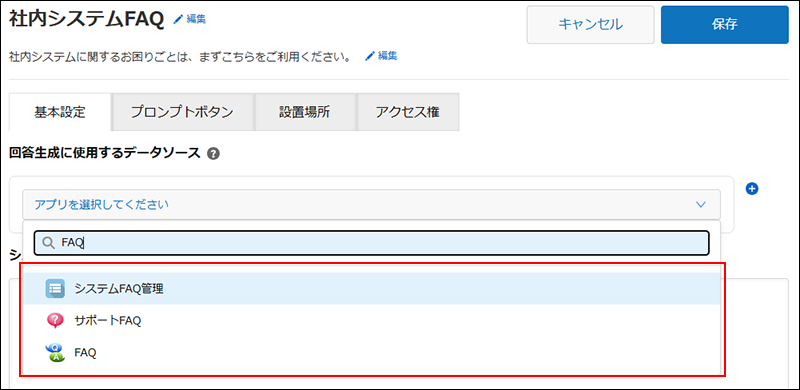 社内システムFAQ 編集
キャンセル 保存
社内システムに関するお困りごとは、まずこちらをご利用ください。 編集
基本設定 プロンプトボタン 設置場所 アクセス権
回答生成に使用するデータソース ?
アプリを選択してください
FAQ
システムFAQ管理
サポートFAQ
FAQ